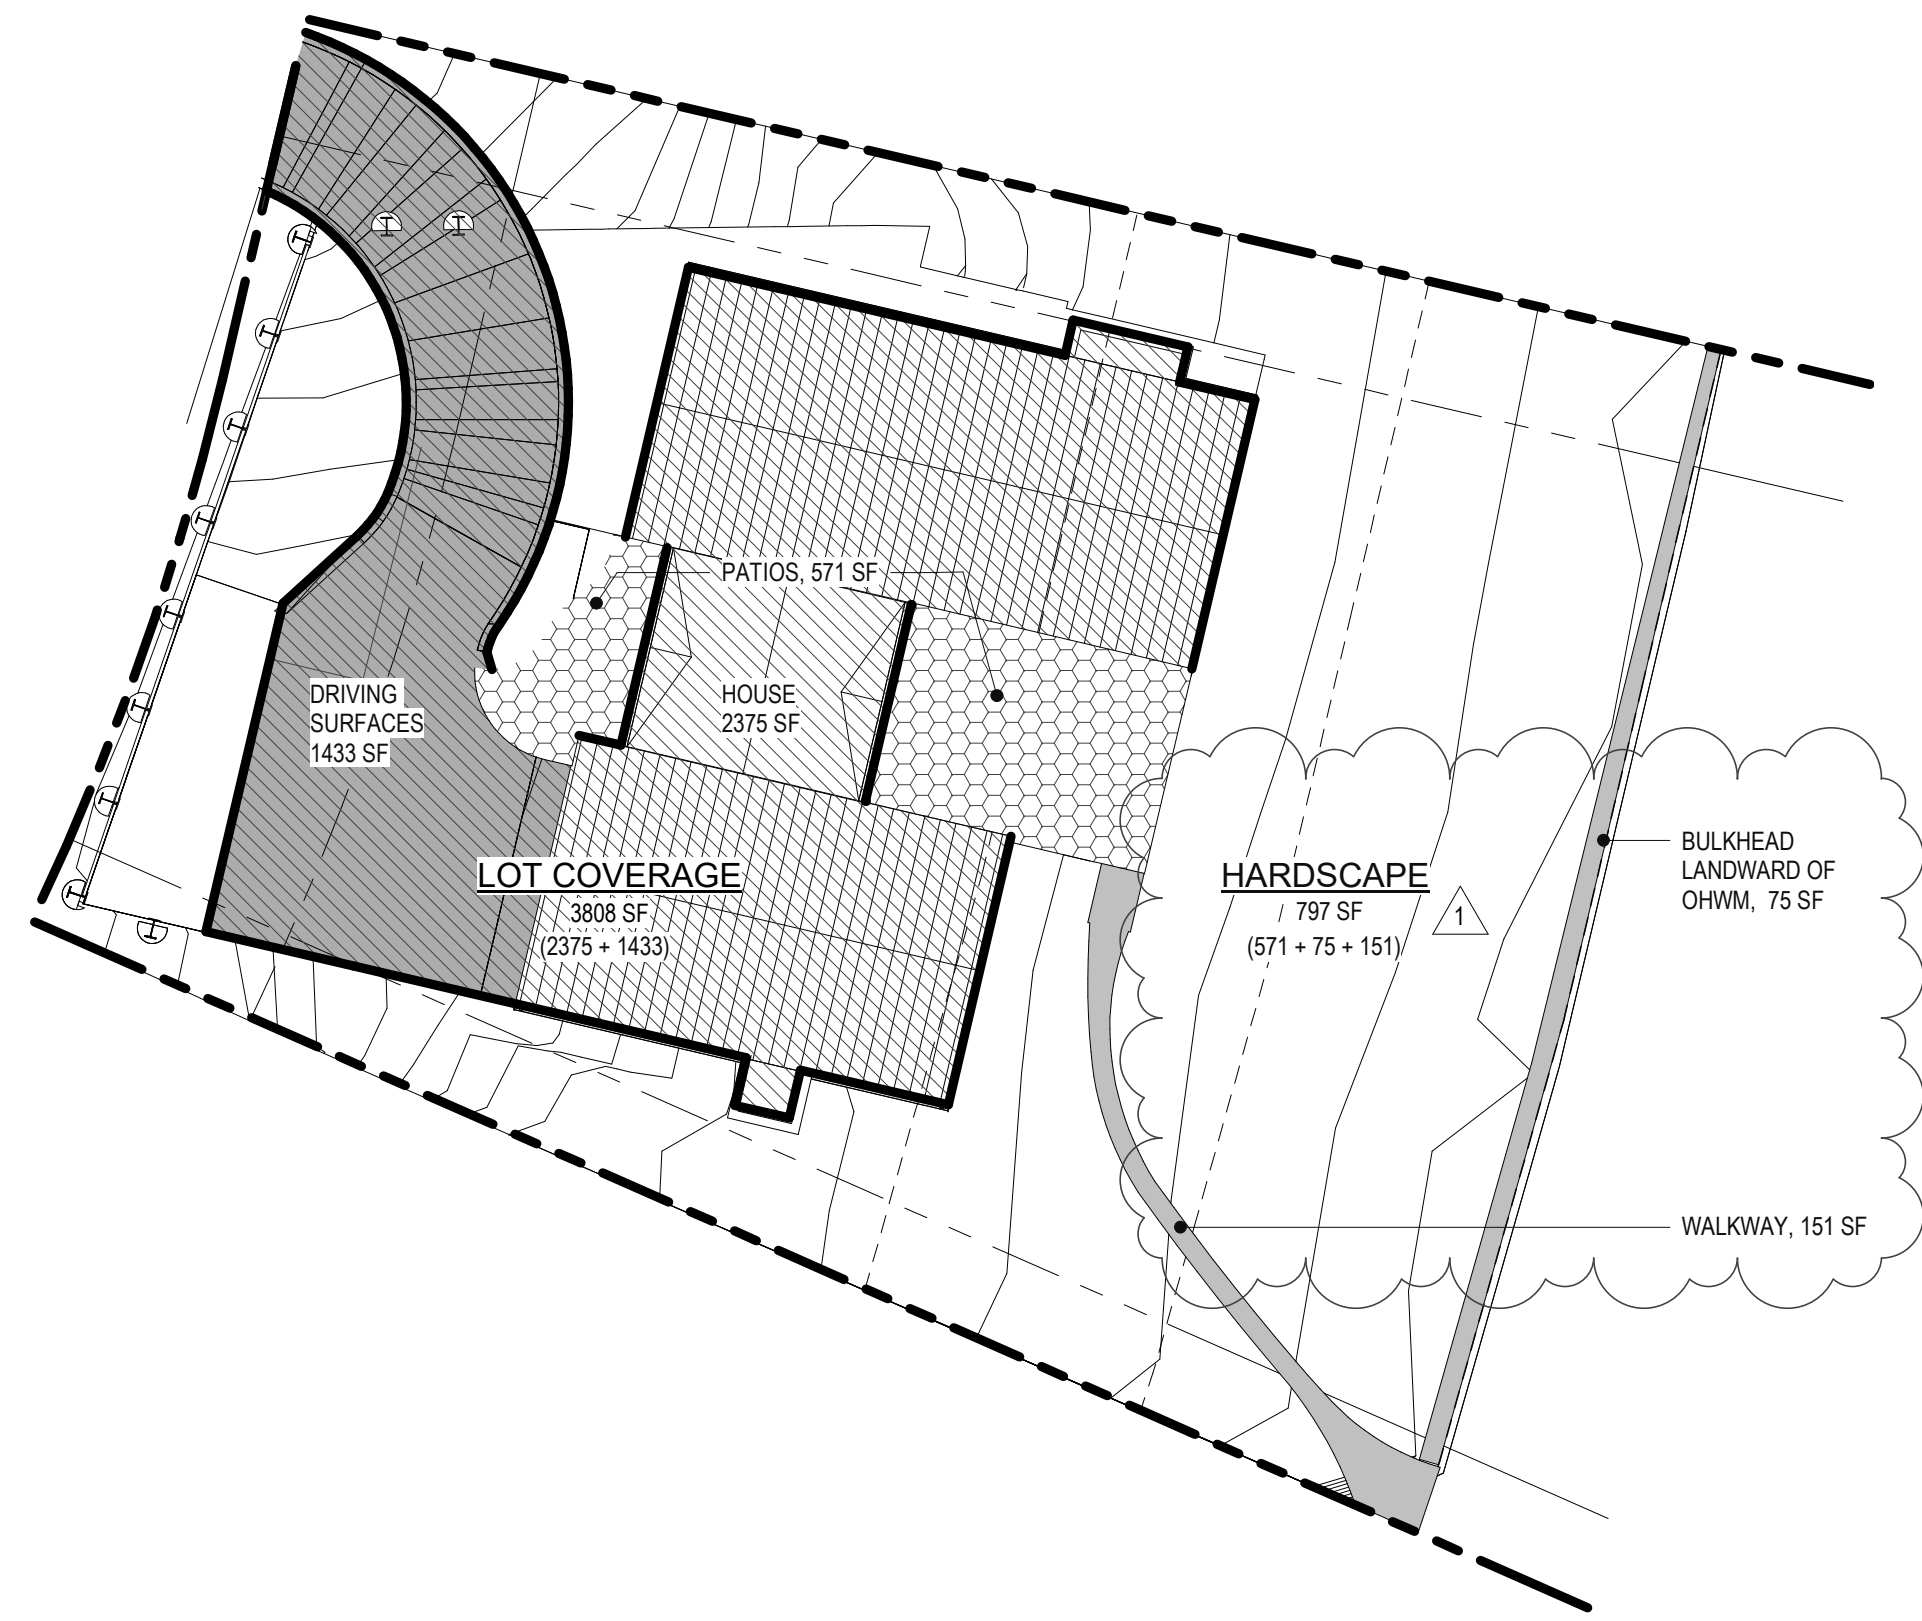 PATIOS, 571 SF
DRIVING
SURFACES
1433 SF
HOUSE
2375 SF
LOT COVERAGE
3808 SF
(2375 + 1433)
HARDSCAPE
797 SF
(571 + 75 + 151)
1
BULKHEAD
LANDWARD OF
OHWM, 75 SF
WALKWAY, 151 SF